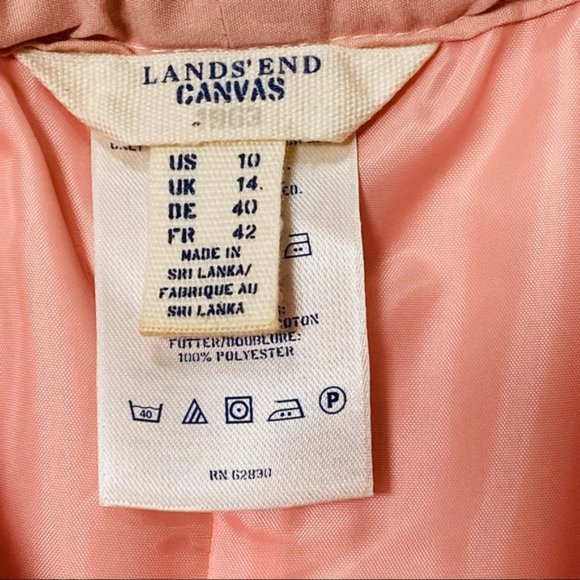 LANDS' END
CANVAS
US 10
UK 14.
DE 40
FR 42
MADE IN
SRI LANKA/
FABRIQUE AU
SRI LANKA
FUTTER/DOUBLURE:
100% POLYESTER
40
P
RN 62830